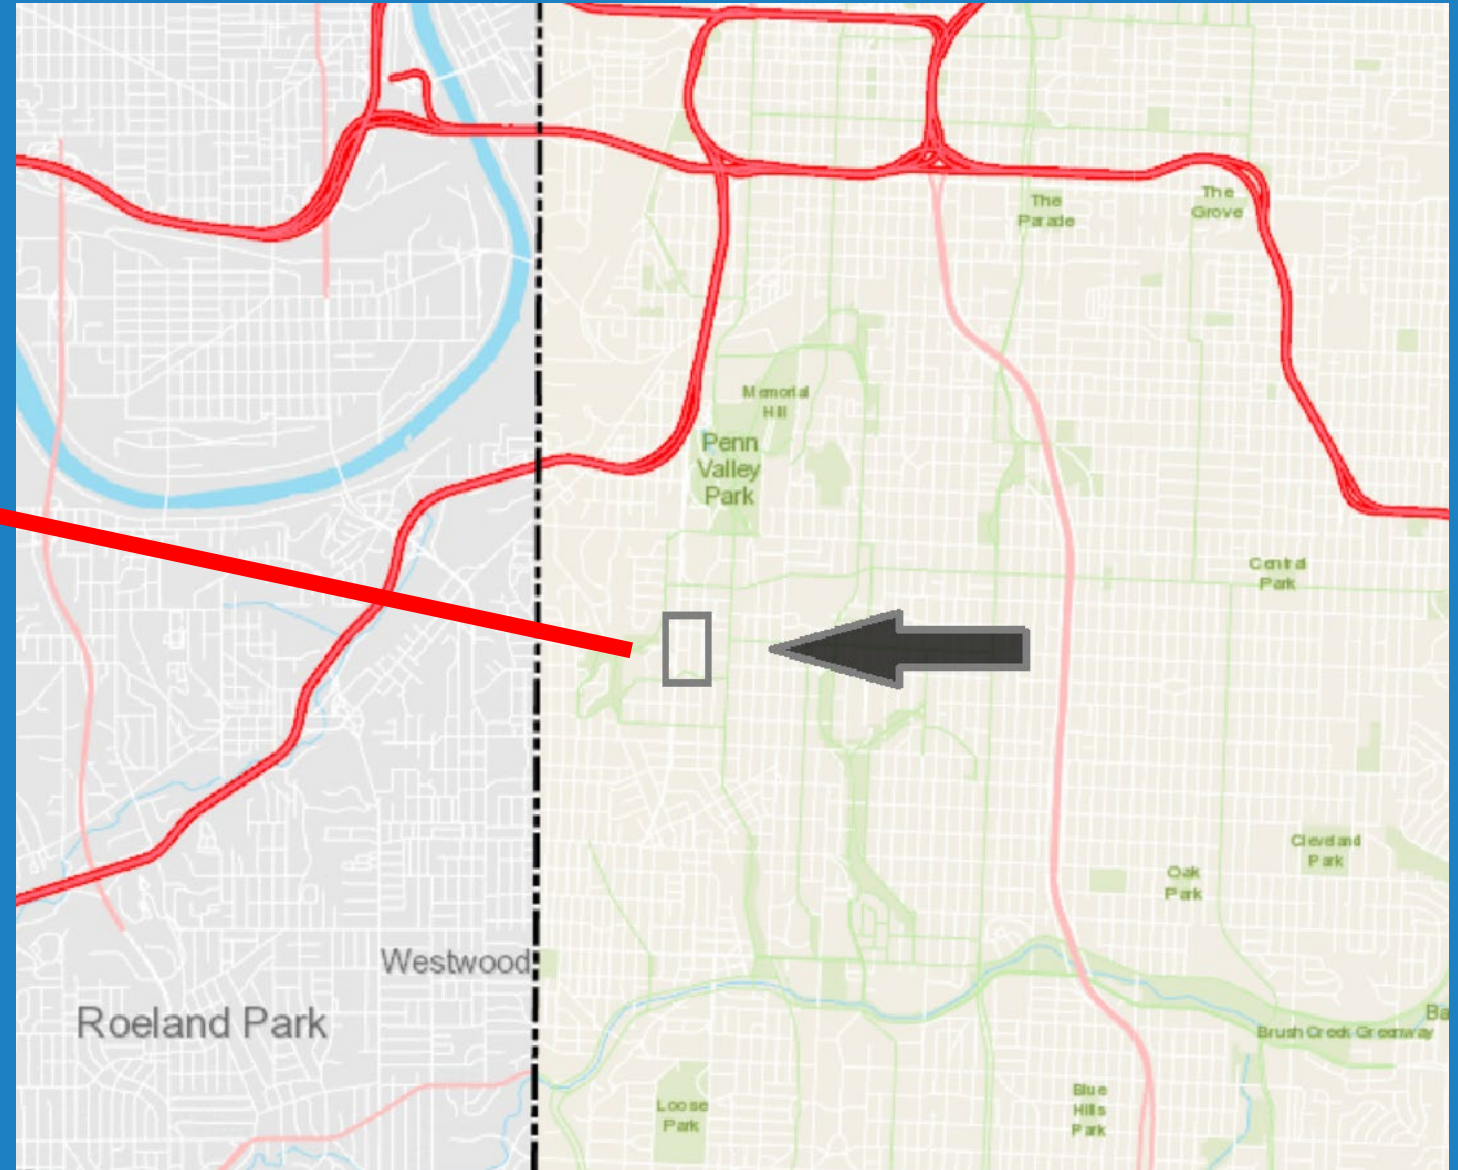 The
Parade
The
Grove
Memorial
Hill
Penn
Valley
Park
Central
Park
Cleveland
Park
Oak
Park
Westwood
Roeland Park
Ba
Brush Creek Greenway
Loose
Park
Blue
Hills
Park